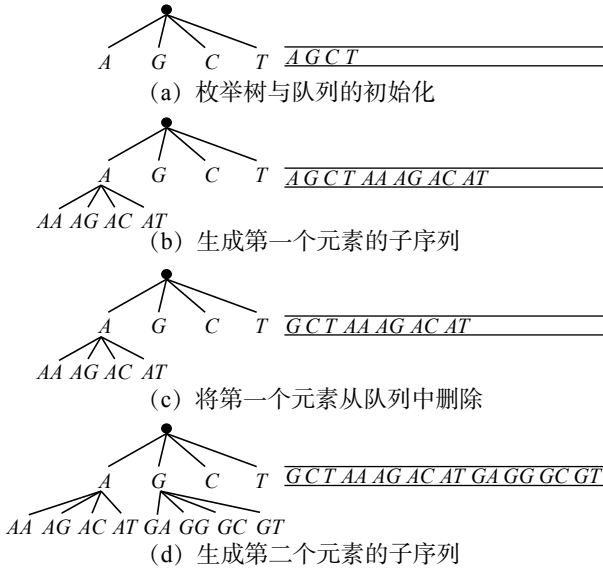 A G C T A G C T
（a）枚举树与队列的初始化
A G C T A G C T AA AG AC AT
AA AG AC AT
（b）生成第一个元素的子序列
A G C T G C T AA AG AC AT
AA AG AC AT
（c）将第一个元素从队列中删除
A G C T G C T AA AG AC AT GA GG GC GT
AA AG AC AT GA GG GC GT
（d）生成第二个元素的子序列